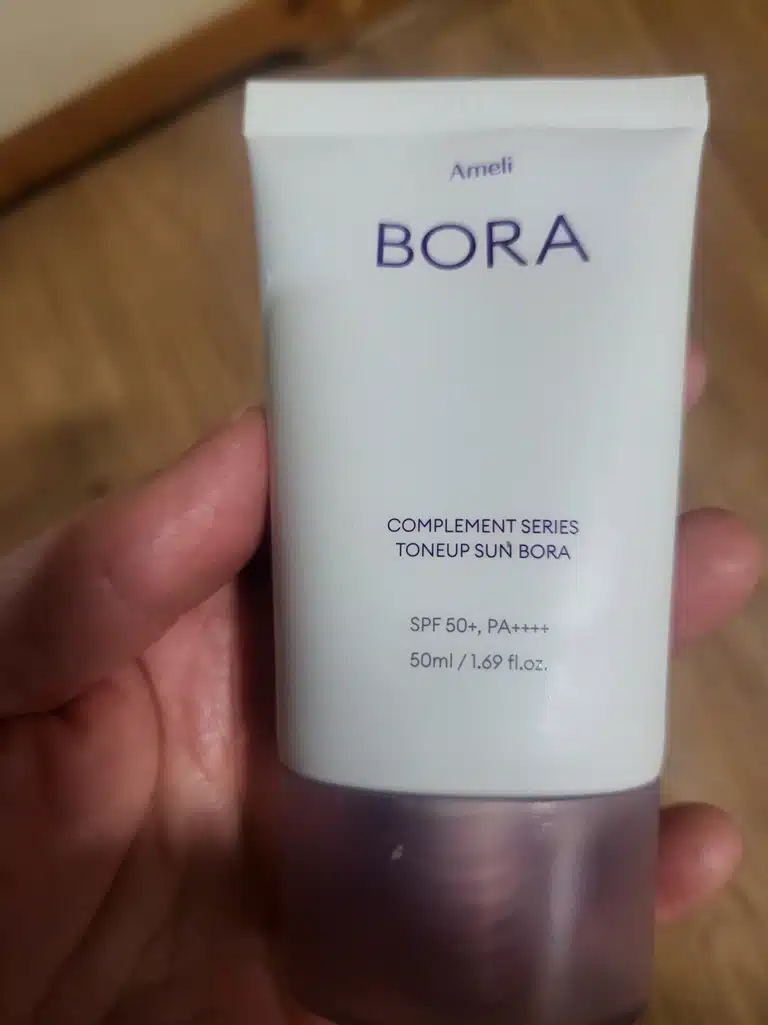 Ameli
BORA
COMPLEMENT SERIES
TONEUP SUN BORA
SPF 50+, PA++++
50ml / 1.69 fl.oz.